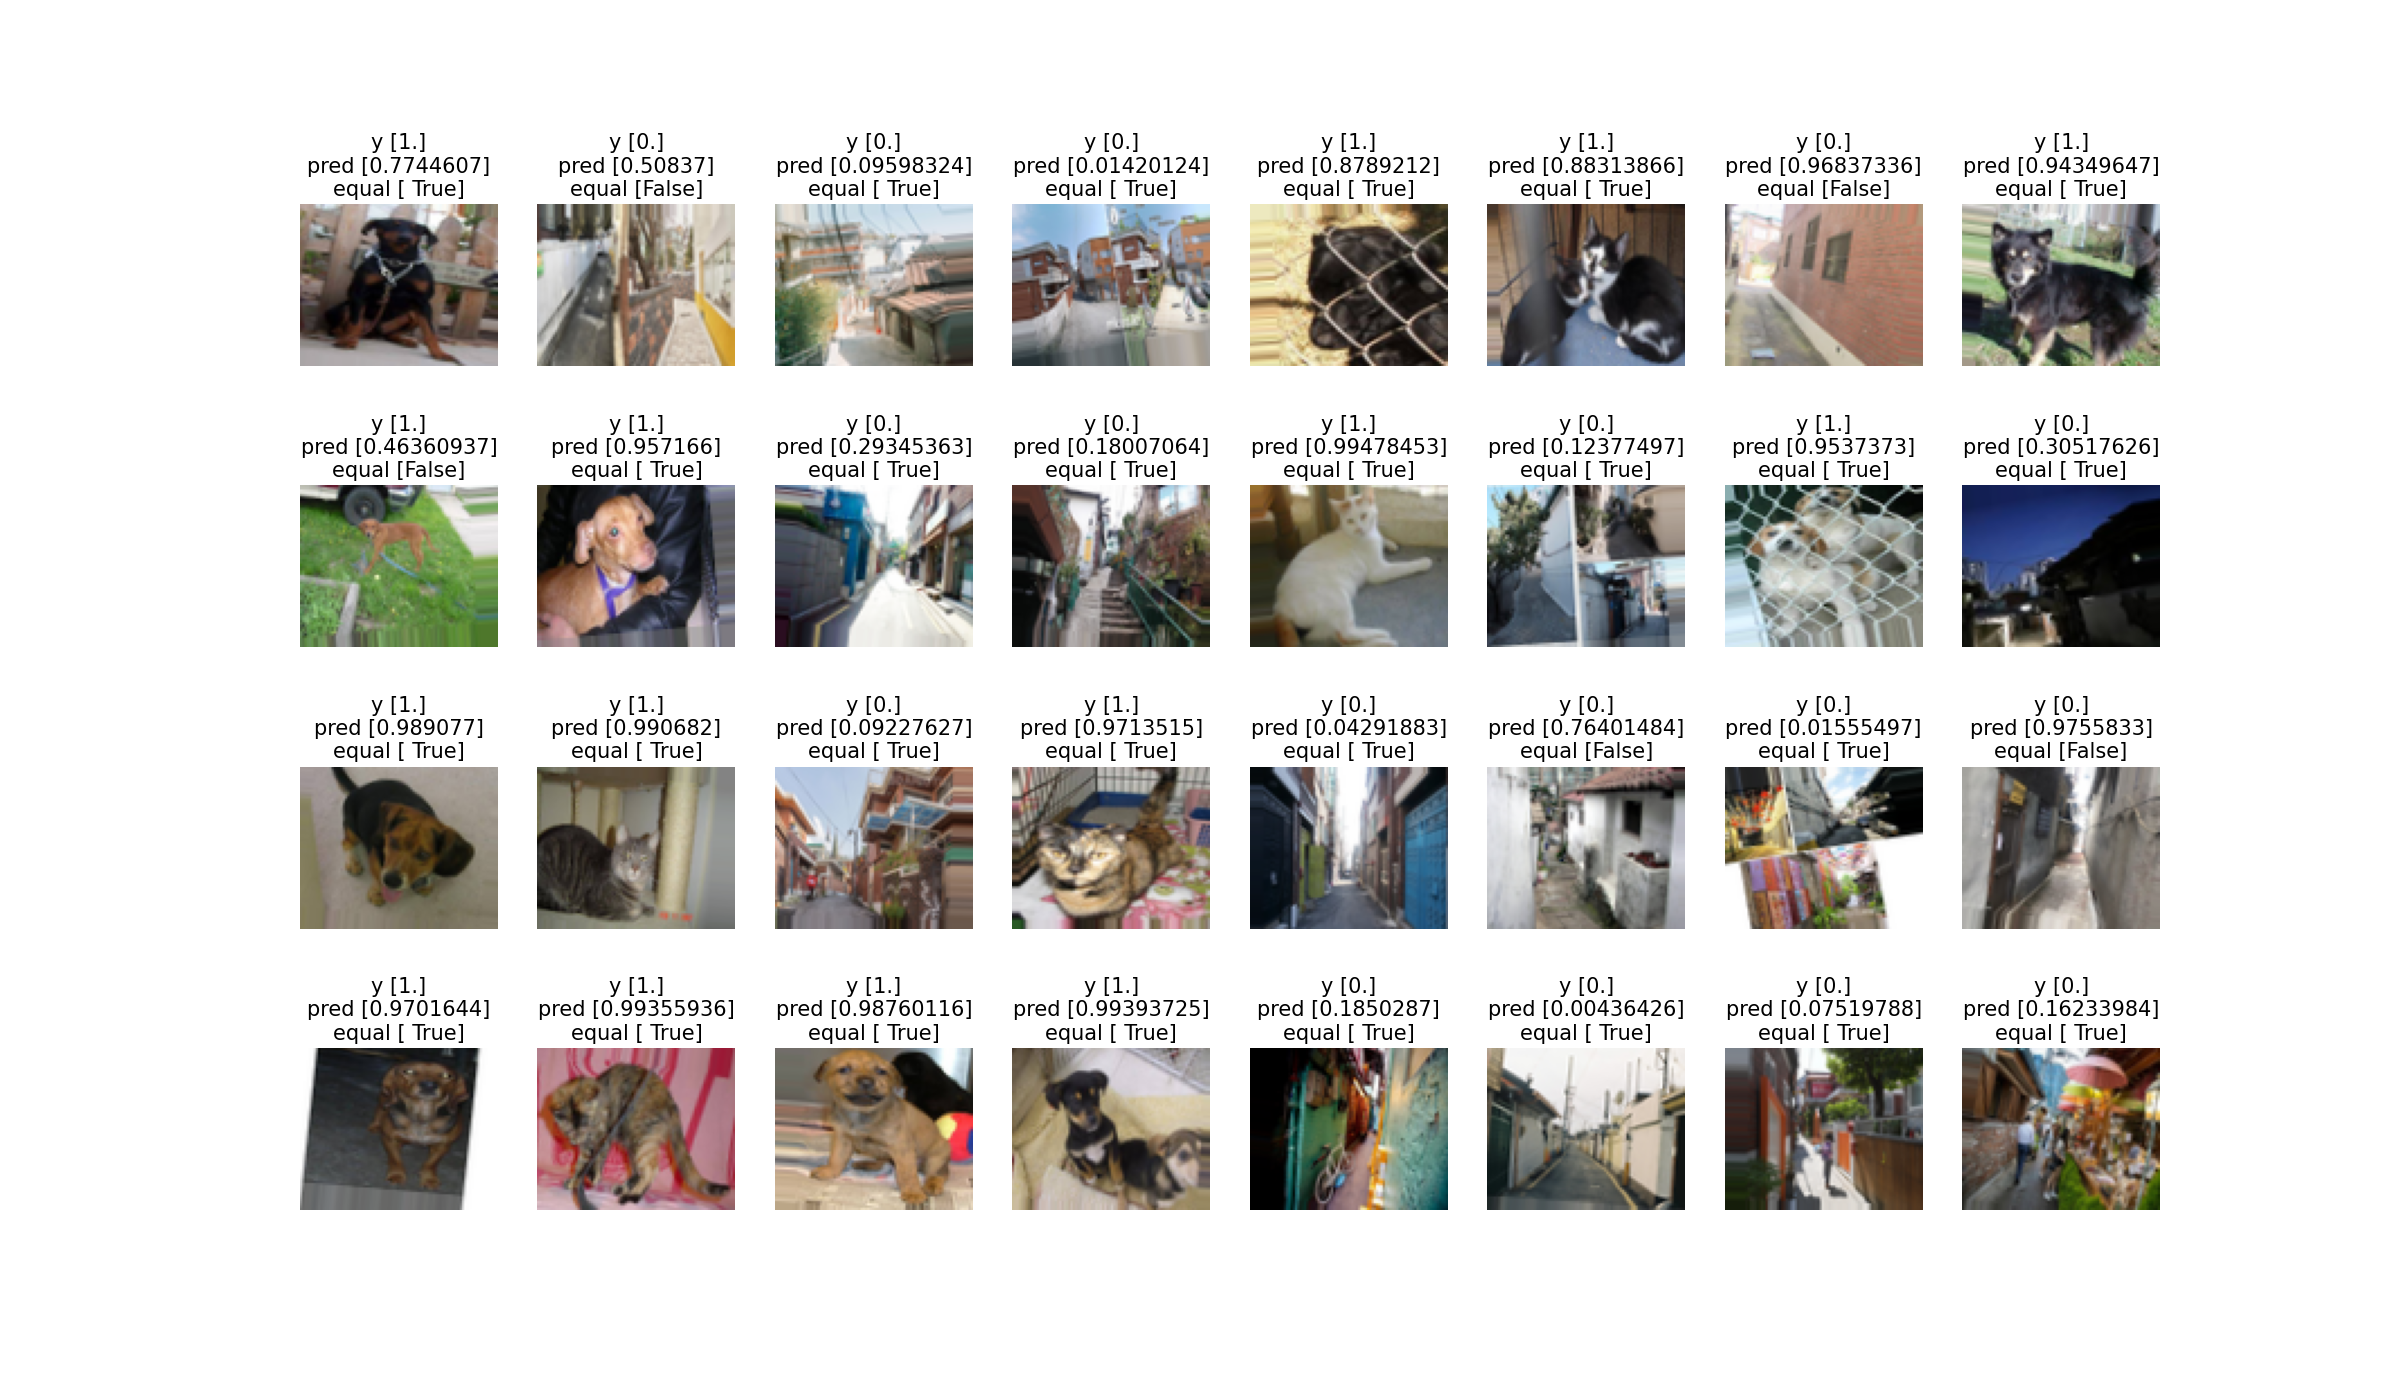 y [1.]
pred [0.7744607]
equal [ True]
y [0.]
pred [0.50837]
equal [False]
y [0.]
pred [0.09598324]
equal [ True]
y [0.]
pred [0.01420124]
equal [ True]
y [1.]
pred [0.8789212]
equal [ True]
y [1.]
pred [0.88313866]
equal [ True]
y [0.]
pred [0.96837336]
equal [False]
y [1.]
pred [0.94349647]
equal [ True]
y [1.]
pred [0.46360937]
equal [False]
y [1.]
pred [0.957166]
equal [ True]
y [0.]
pred [0.29345363]
equal [ True]
y [0.]
pred [0.18007064]
equal [ True]
y [1.]
pred [0.99478453]
equal [ True]
y [0.]
pred [0.12377497]
equal [ True]
y [1.]
pred [0.9537373]
equal [ True]
y [0.]
pred [0.30517626]
equal [ True]
y [1.]
pred [0.989077]
equal [ True]
y [1.]
pred [0.990682]
equal [ True]
y [0.]
pred [0.09227627]
equal [ True]
y [1.]
pred [0.9713515]
equal [ True]
y [0.]
pred [0.04291883]
equal [ True]
y [0.]
pred [0.76401484]
equal [False]
y [0.]
pred [0.01555497]
equal [ True]
y [0.]
pred [0.9755833]
equal [False]
y [1.]
pred [0.9701644]
equal [ True]
y [1.]
pred [0.99355936]
equal [ True]
y [1.]
pred [0.98760116]
equal [ True]
y [1.]
pred [0.99393725]
equal [ True]
y [0.]
pred [0.1850287]
equal [ True]
y [0.]
pred [0.00436426]
equal [ True]
y [0.]
pred [0.07519788]
equal [ True]
y [0.]
pred [0.16233984]
equal [ True]